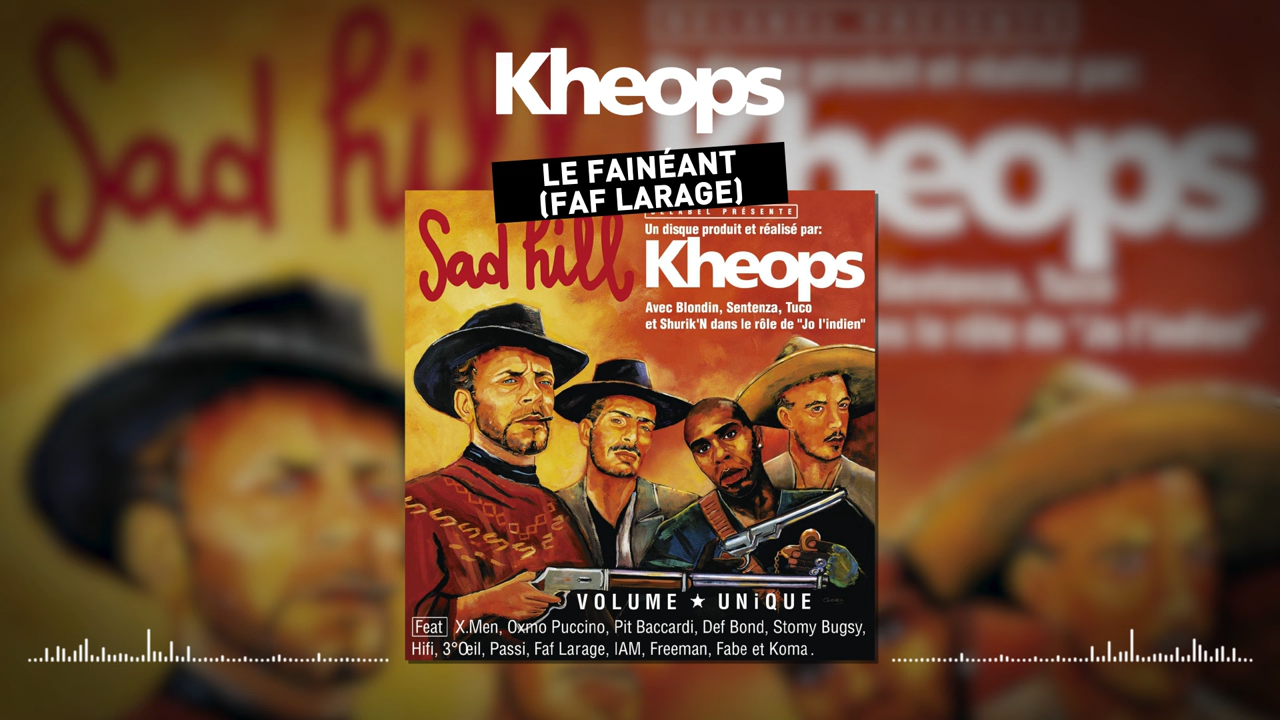 Kheops
LE FAINÉANT
(FAF LARAGE)
PRÉSENTE
Un disque produit et réalisé par:
Sad hill
Kheops
Avec Blondin, Sentenza, Tuco
et Shurik'N dans le rôle de "Jo l'indien"
VOLUME ★ UNiQUE
Feat X.Men, Oxmo Puccino, Pit Baccardi, Def Bond, Stomy Bugsy,
Hifi, 3°Œil, Passi, Faf Larage, IAM, Freeman, Fabe et Koma.